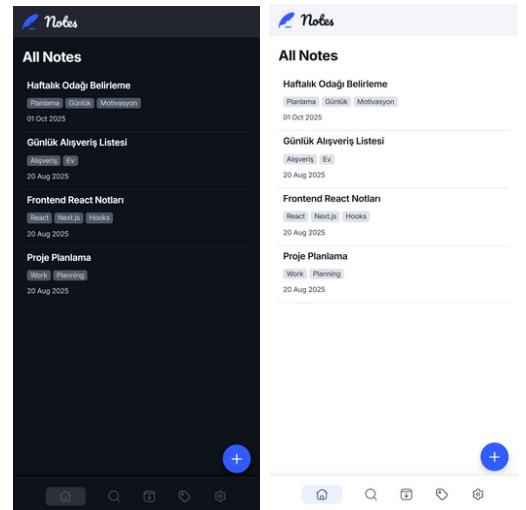 Notes
All Notes
Haftalık Odağı Belirleme
Planlama Günlük Motivasyon
01 Oct 2025
Günlük Alışveriş Listesi
Alışveriş Ev
20 Aug 2025
Frontend React Notları
React Next.js Hooks
20 Aug 2025
Proje Planlama
Work Planning
20 Aug 2025
Notes
All Notes
Haftalık Odağı Belirleme
Planlama Günlük Motivasyon
01 Oct 2025
Günlük Alışveriş Listesi
Alışveriş Ev
20 Aug 2025
Frontend React Notları
React Next.js Hooks
20 Aug 2025
Proje Planlama
Work Planning
20 Aug 2025